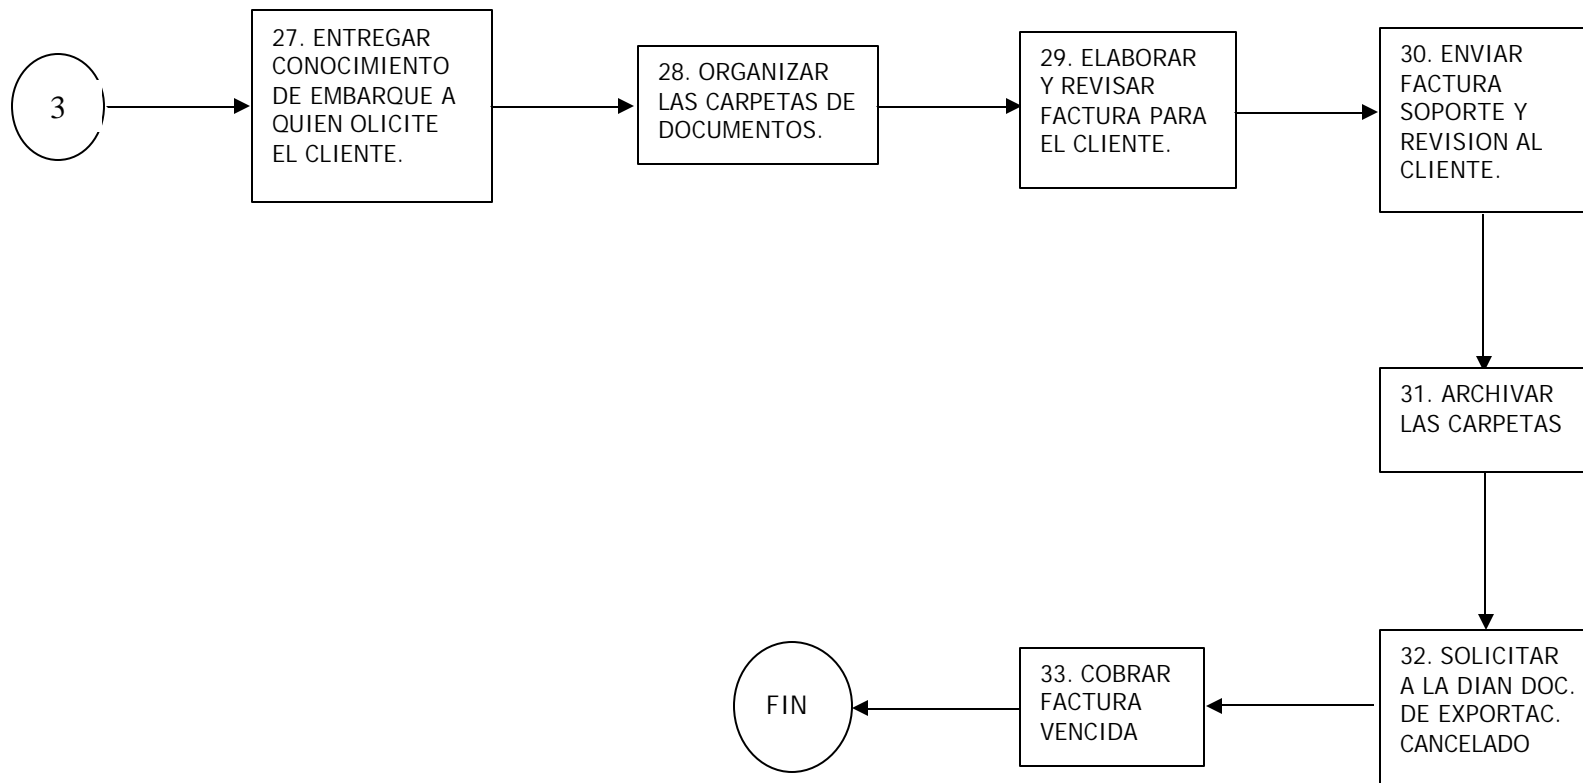 3
27. ENTREGAR
CONOCIMIENTO
DE EMBARQUE A
QUIEN OLICITE
EL CLIENTE.
28. ORGANIZAR
LAS CARPETAS DE
DOCUMENTOS.
29. ELABORAR
Y REVISAR
FACTURA PARA
EL CLIENTE.
30. ENVIAR
FACTURA
SOPORTE Y
REVISION AL
CLIENTE.
31. ARCHIVAR
LAS CARPETAS
32. SOLICITAR
A LA DIAN DOC.
DE EXPORTAC.
CANCELADO
33. COBRAR
FACTURA
VENCIDA
FIN